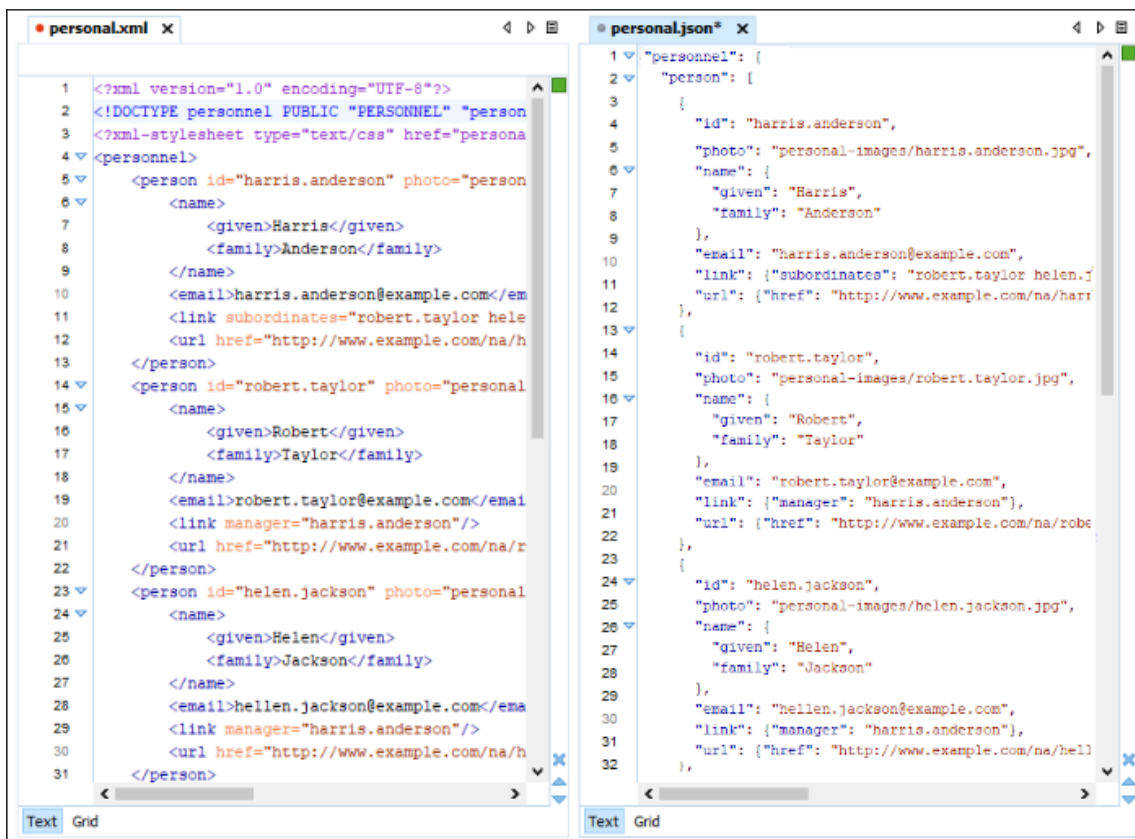 personal.xml
1 <?xml version="1.0" encoding="UTF-8"?>
2 <!DOCTYPE personnel PUBLIC "PERSONNEL" "person
3 <?xml-stylesheet type="text/css" href="persona
4 <personnel>
5 <person id="harris.anderson" photo="person
6 <name>
7 <given>Harris</given>
8 <family>Anderson</family>
9 </name>
10 <email>harris.anderson@example.com</em
11 <link subordinates="robert.taylor hele
12 <url href="http://www.example.com/na/h
13 </person>
14 <person id="robert.taylor" photo="personal
15 <name>
16 <given>Robert</given>
17 <family>Taylor</family>
18 </name>
19 <email>robert.taylor@example.com</emai
20 <link manager="harris.anderson"/>
21 <url href="http://www.example.com/na/r
22 </person>
23 <person id="helen.jackson" photo="personal
24 <name>
25 <given>Helen</given>
26 <family>Jackson</family>
27 </name>
28 <email>hellen.jackson@example.com</ema
29 <link manager="harris.anderson"/>
30 <url href="http://www.example.com/na/h
31 </person>
Text Grid
personal.json*
1 "personnel": {
2 "person": [
3 {
4 "id": "harris.anderson",
5 "photo": "personal-images/harris.anderson.jpg",
6 "name": {
7 "given": "Harris",
8 "family": "Anderson"
9 },
10 "email": "harris.anderson@example.com",
11 "link": {"subordinates": "robert.taylor helen.j
12 "url": {"href": "http://www.example.com/na/harr
},
13 {
14 "id": "robert.taylor",
15 "photo": "personal-images/robert.taylor.jpg",
16 "name": {
17 "given": "Robert",
18 "family": "Taylor"
19 },
20 "email": "robert.taylor@example.com",
21 "link": {"manager": "harris.anderson"},
22 "url": {"href": "http://www.example.com/na/robe
},
23 {
24 "id": "helen.jackson",
25 "photo": "personal-images/helen.jackson.jpg",
26 "name": {
27 "given": "Helen",
28 "family": "Jackson"
29 },
30 "email": "hellen.jackson@example.com",
31 "link": {"manager": "harris.anderson"},
32 "url": {"href": "http://www.example.com/na/hell
},
Text Grid